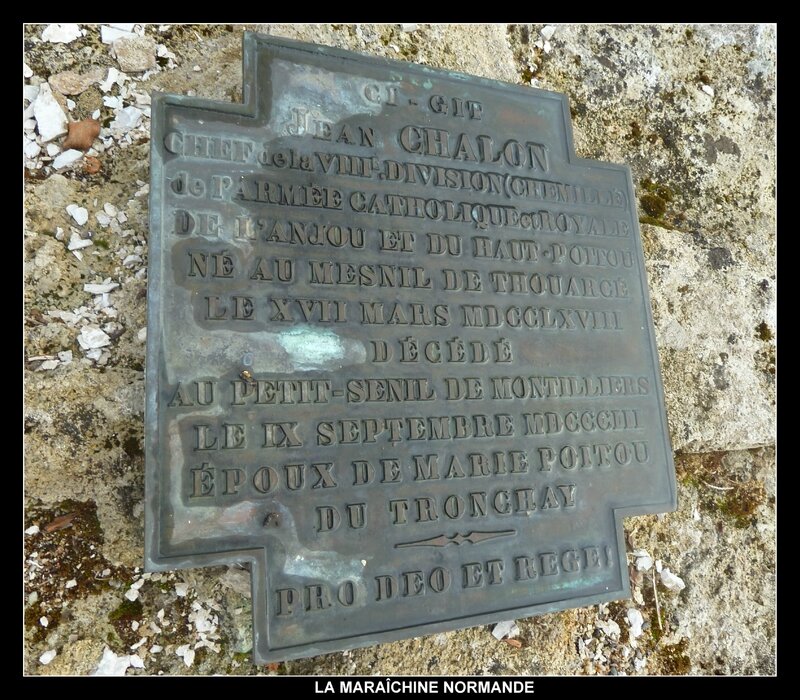 CI-GIT
JEAN CHALON
CHEF de la VIIIe DIVISION (CHEMILLÉ)
de l'ARMÉE CATHOLIQUE et ROYALE
DE L'ANJOU ET DU HAUT-POITOU
NÉ AU MESNIL DE THOUARCÉ
LE XVII MARS MDCCLXVIII
DÉCÉDÉ
AU PETIT-SENIL DE MONTILLIERS
LE IX SEPTEMBRE MDCCCIII
ÉPOUX DE MARIE POITOU
DU TRONCHAY
PRO DEO ET REGE!
LA MARAÎCHINE NORMANDE